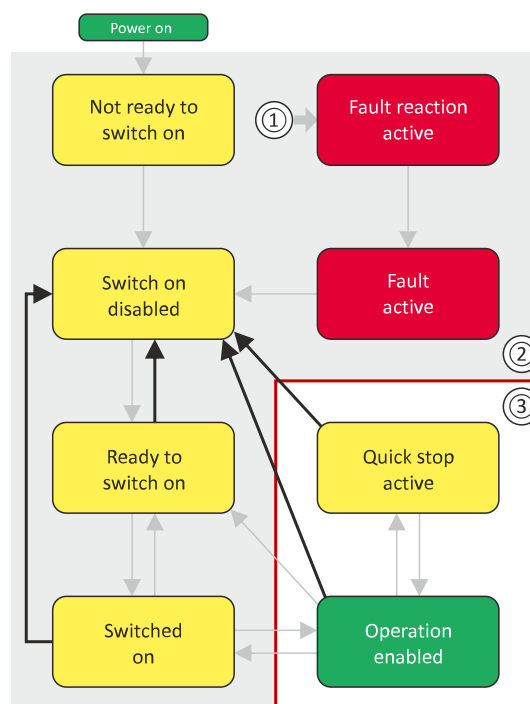 Power on
Not ready to
switch on
①
Fault reaction
active
Switch on
disabled
Fault
active
②
③
Ready to
switch on
Quick stop
active
Switched
on
Operation
enabled